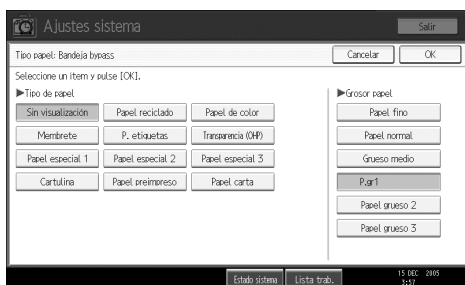 Ajustes sistema
Salir
Tipo papel: Bandeja bypass
Cancelar
OK
Seleccione un ítem y pulse [OK].
▶Tipo de papel
▶Grosor papel
Sin visualización
Papel reciclado
Papel de color
Papel fino
Membrete
P. etiquetas
Transparencia (OHP)
Papel normal
Papel especial 1
Papel especial 2
Papel especial 3
Grueso medio
Cartulina
Papel preimpreso
Papel carta
P.gr1
Papel grueso 2
Papel grueso 3
Estado sistema
Lista trab.
15 DEC 2005
3:57